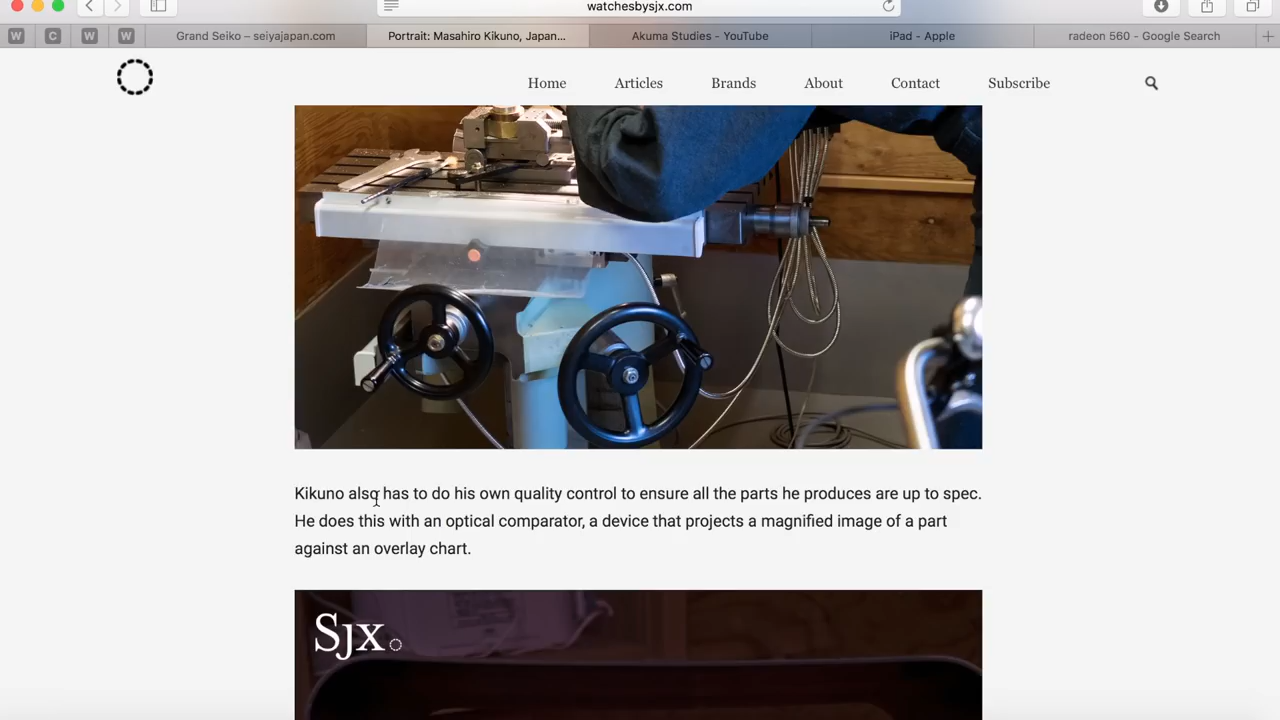 watchesbysjx.com
W C W W Grand Seiko – seiyajapan.com Portrait: Masahiro Kikuno, Japan... Akuma Studies - YouTube iPad - Apple radeon 560 - Google Search
Home Articles Brands About Contact Subscribe
Kikuno also has to do his own quality control to ensure all the parts he produces are up to spec.
He does this with an optical comparator, a device that projects a magnified image of a part
against an overlay chart.
Sjx